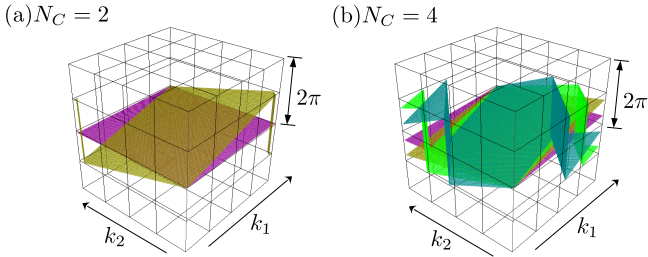 (a) N_C = 2
(b) N_C = 4
2π
2π
k_2
k_1
k_2
k_1